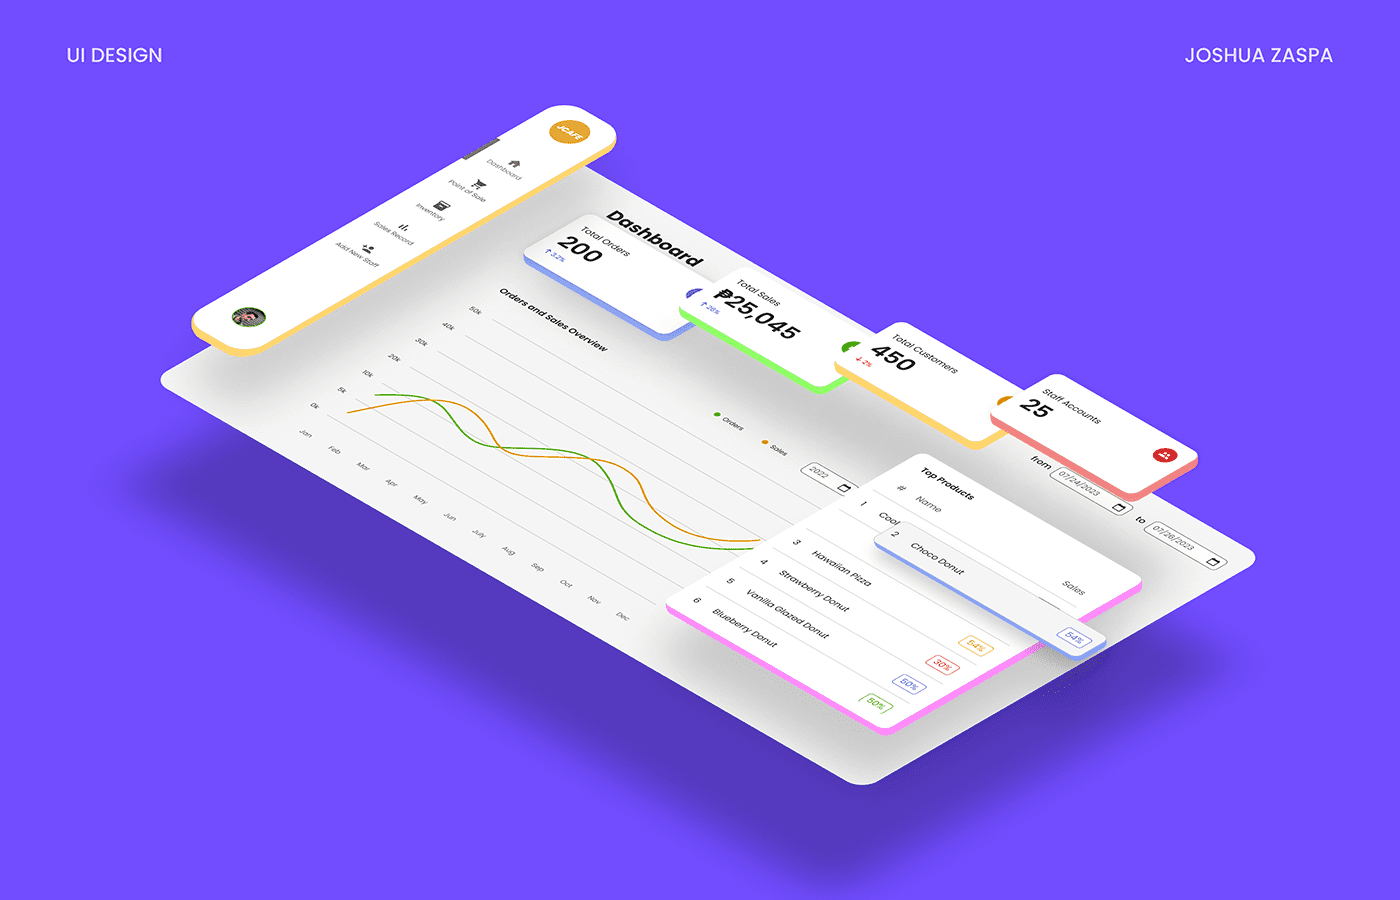 UI DESIGN
JOSHUA ZASPA
JCAFE
Dashboard
Point of Sale
Inventory
Sales Record
Add New Staff
Dashboard
Total Orders
200
↑ 3.2%
Total Sales
₱25,045
↑ 26%
Total Customers
450
↓ 2%
Staff Accounts
25
Orders and Sales Overview
50k
40k
30k
20k
10k
5k
0k
Jan
Feb
Mar
Apr
May
Jun
July
Aug
Sep
Oct
Nov
Dec
Orders
Sales
2022
from
07/24/2023
to
07/28/2023
Top Products
# Name Sales
1 Cool
2 Choco Donut 54%
3 Hawaiian Pizza 54%
4 Strawberry Donut 30%
5 Vanilla Glazed Donut 50%
6 Blueberry Donut 50%